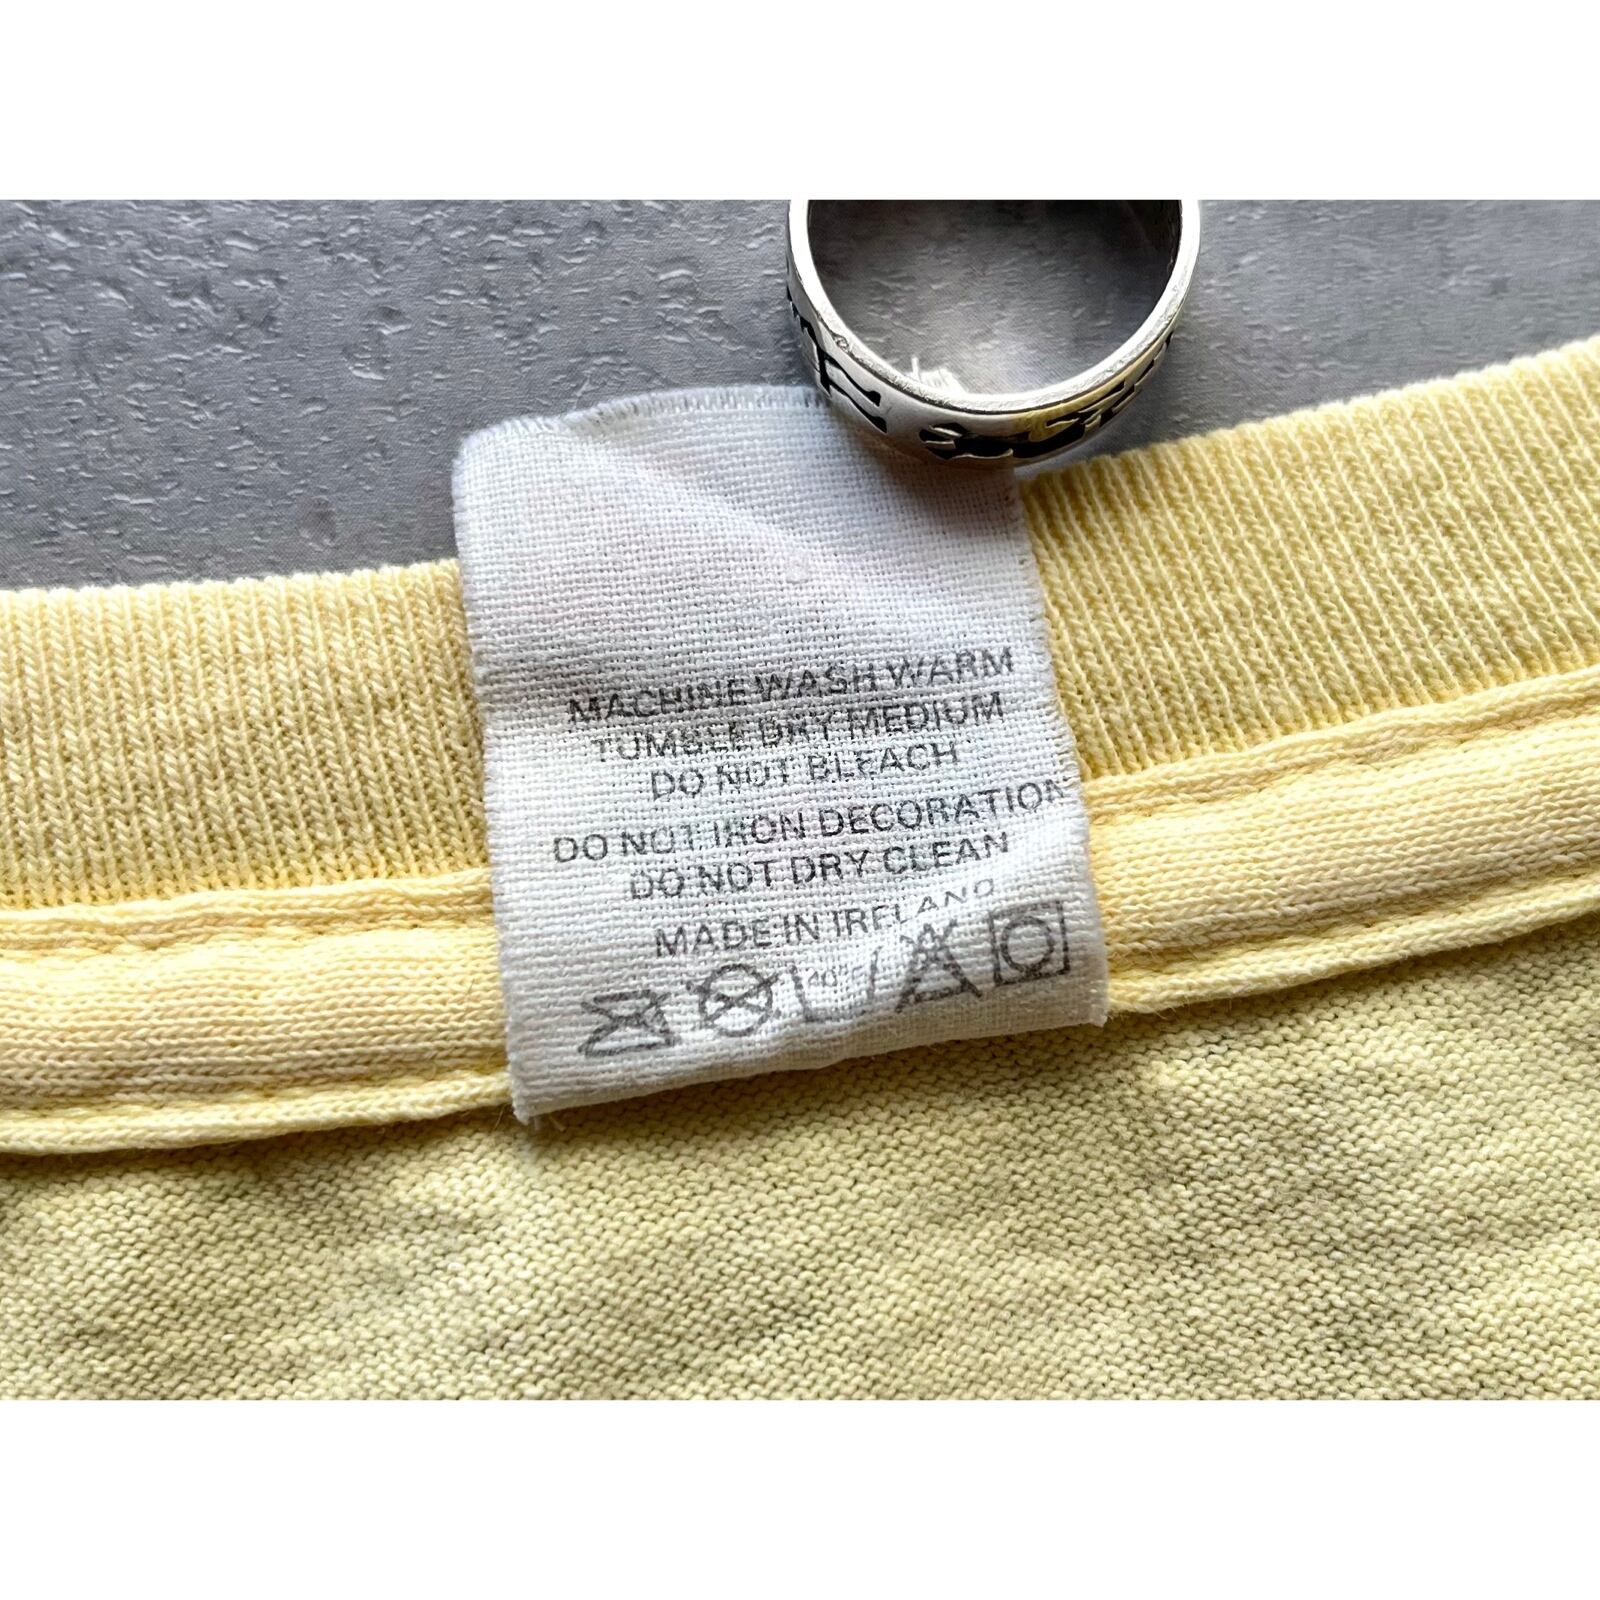 MACHINE WASH WARM
TUMBLE DRY MEDIUM
DO NOT BLEACH
DO NOT IRON DECORATION
DO NOT DRY CLEAN
MADE IN IRELAND
40°C